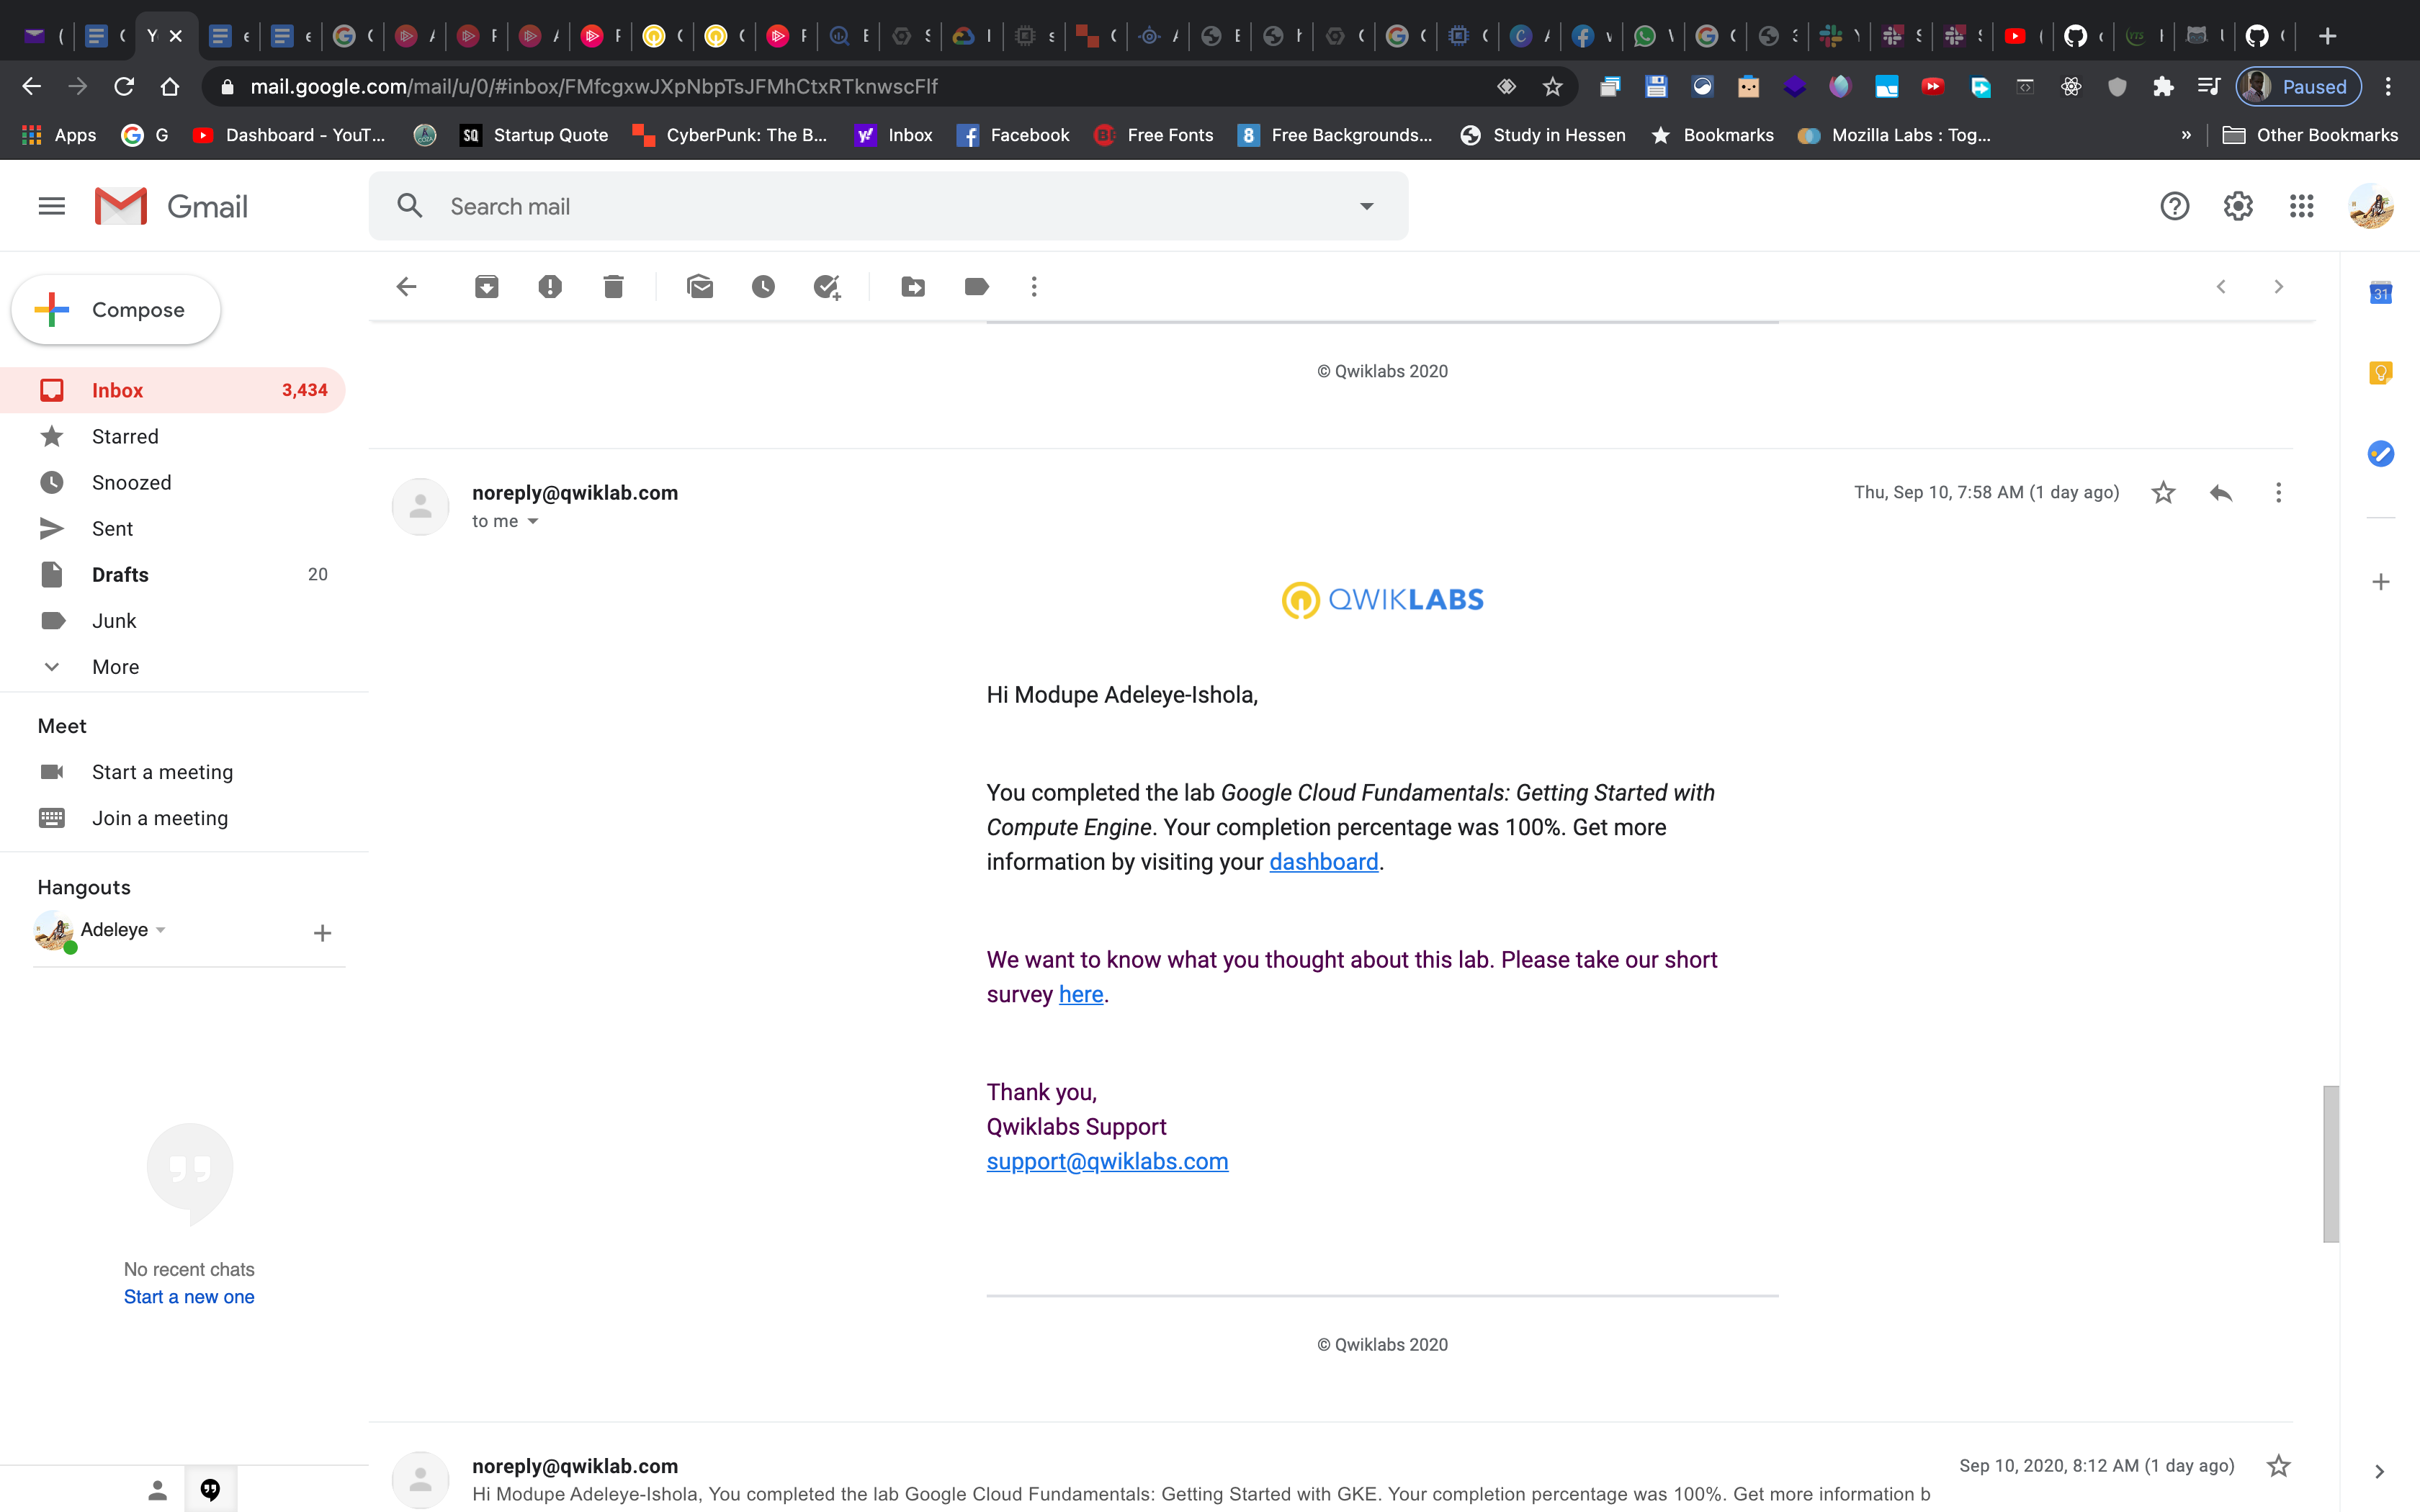 mail.google.com/mail/u/0/#inbox/FMfcgxwJXpNbpTsJFMhCtxRTknwscFlf
Paused
Apps G Dashboard - YouT... Startup Quote CyberPunk: The B... Inbox Facebook Free Fonts Free Backgrounds... Study in Hessen Bookmarks Mozilla Labs : Tog... » Other Bookmarks
Gmail
Search mail
Compose
Inbox 3,434
Starred
Snoozed
Sent
Drafts 20
Junk
More
Meet
Start a meeting
Join a meeting
Hangouts
Adeleye
No recent chats
Start a new one
© Qwiklabs 2020
noreply@qwiklab.com
Thu, Sep 10, 7:58 AM (1 day ago)
to me
QWIKLABS
Hi Modupe Adeleye-Ishola,
You completed the lab Google Cloud Fundamentals: Getting Started with
Compute Engine. Your completion percentage was 100%. Get more
information by visiting your dashboard.
We want to know what you thought about this lab. Please take our short
survey here.
Thank you,
Qwiklabs Support
support@qwiklabs.com
© Qwiklabs 2020
noreply@qwiklab.com
Sep 10, 2020, 8:12 AM (1 day ago)
Hi Modupe Adeleye-Ishola, You completed the lab Google Cloud Fundamentals: Getting Started with GKE. Your completion percentage was 100%. Get more information b
31